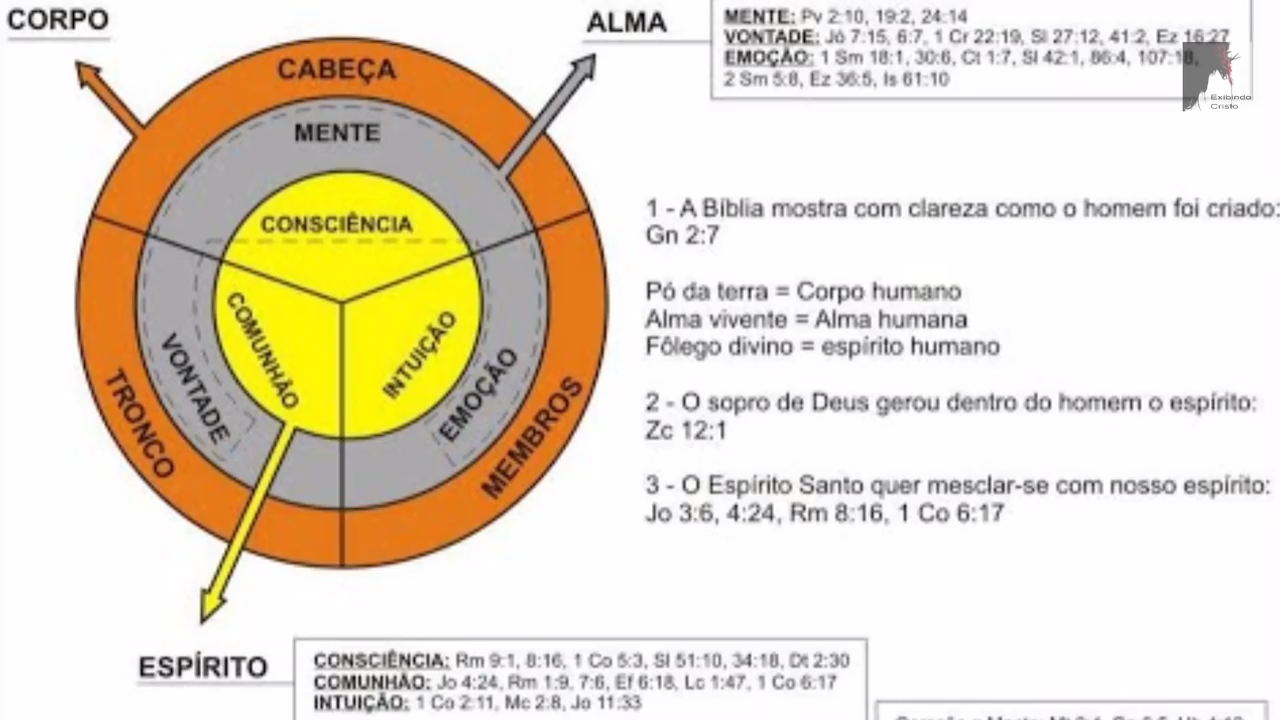 CORPO
ALMA
MENTE: Pv 2:10, 19:2, 24:14
VONTADE: Jó 7:15, 6:7, 1 Cr 22:19, Sl 27:12, 41:2, Ez 16:27
EMOÇÃO: 1 Sm 18:1, 30:6, Ct 1:7, Sl 42:1, 86:4, 107:18,
2 Sm 5:8, Ez 36:5, Is 61:10
Exibindo
Cristo
CABEÇA
MENTE
CONSCIÊNCIA
COMUNHÃO
INTUIÇÃO
VONTADE
EMOÇÃO
TRONCO
MEMBROS
1 - A Bíblia mostra com clareza como o homem foi criado:
Gn 2:7
Pó da terra = Corpo humano
Alma vivente = Alma humana
Fôlego divino = espírito humano
2 - O sopro de Deus gerou dentro do homem o espírito:
Zc 12:1
3 - O Espírito Santo quer mesclar-se com nosso espírito:
Jo 3:6, 4:24, Rm 8:16, 1 Co 6:17
ESPÍRITO
CONSCIÊNCIA: Rm 9:1, 8:16, 1 Co 5:3, Sl 51:10, 34:18, Dt 2:30
COMUNHÃO: Jo 4:24, Rm 1:9, 7:6, Ef 6:18, Lc 1:47, 1 Co 6:17
INTUIÇÃO: 1 Co 2:11, Mc 2:8, Jo 11:33